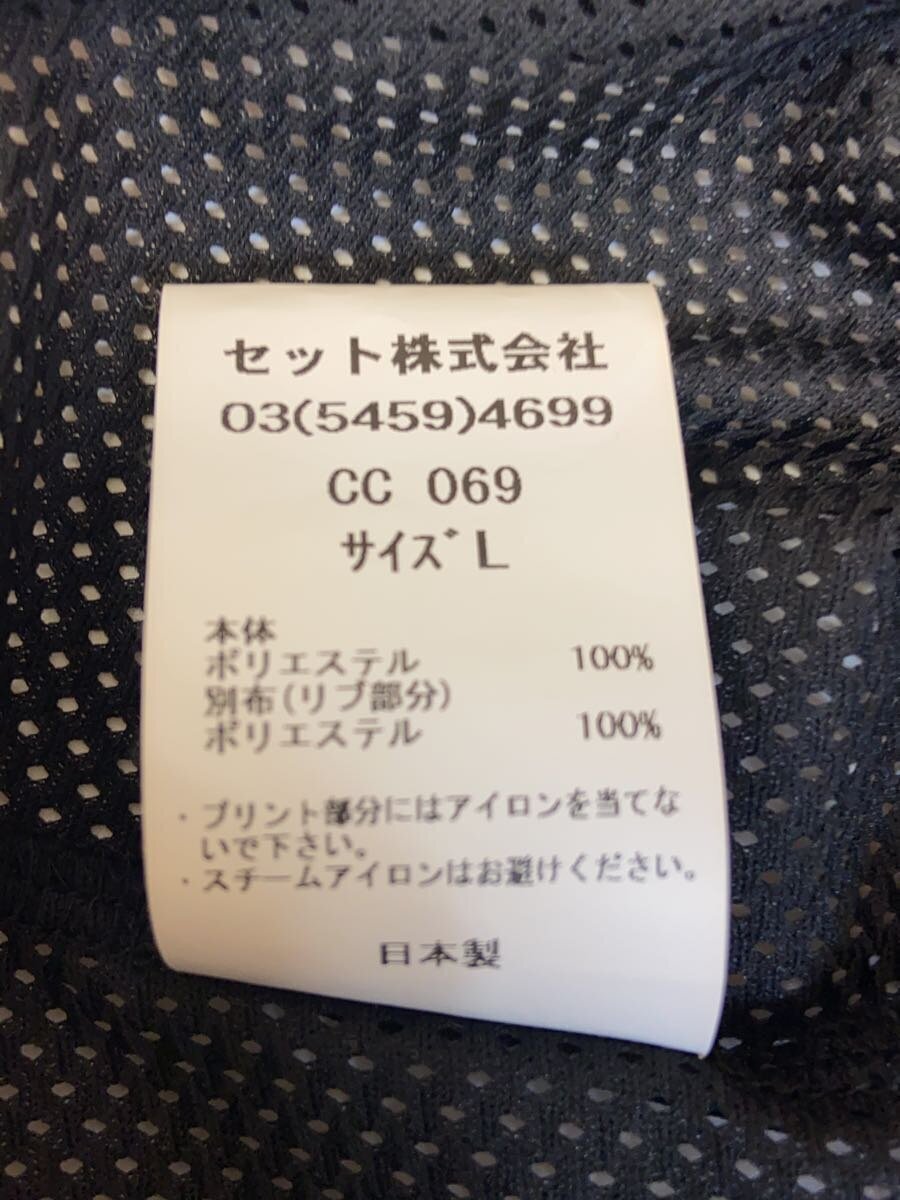 セット株式会社
03(5459)4699
CC 069
サイズ L
本体
ポリエステル 100%
別布(リブ部分)
ポリエステル 100%
・プリント部分にはアイロンを当てな
いで下さい。
・スチームアイロンはお避けください。
日本製